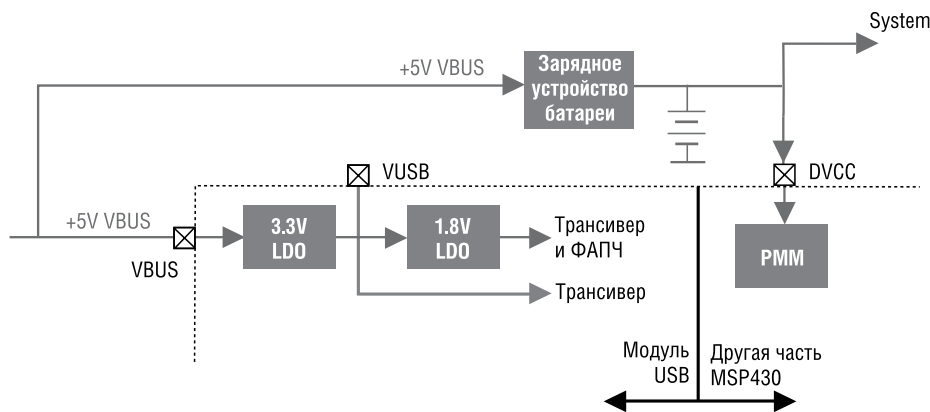 System
+5V VBUS
Зарядное
устройство
батареи
VUSB
DVCC
+5V VBUS
VBUS
3.3V
LDO
1.8V
LDO
Трансивер
и ФАПЧ
Трансивер
PMM
Модуль
USB
Другая часть
MSP430